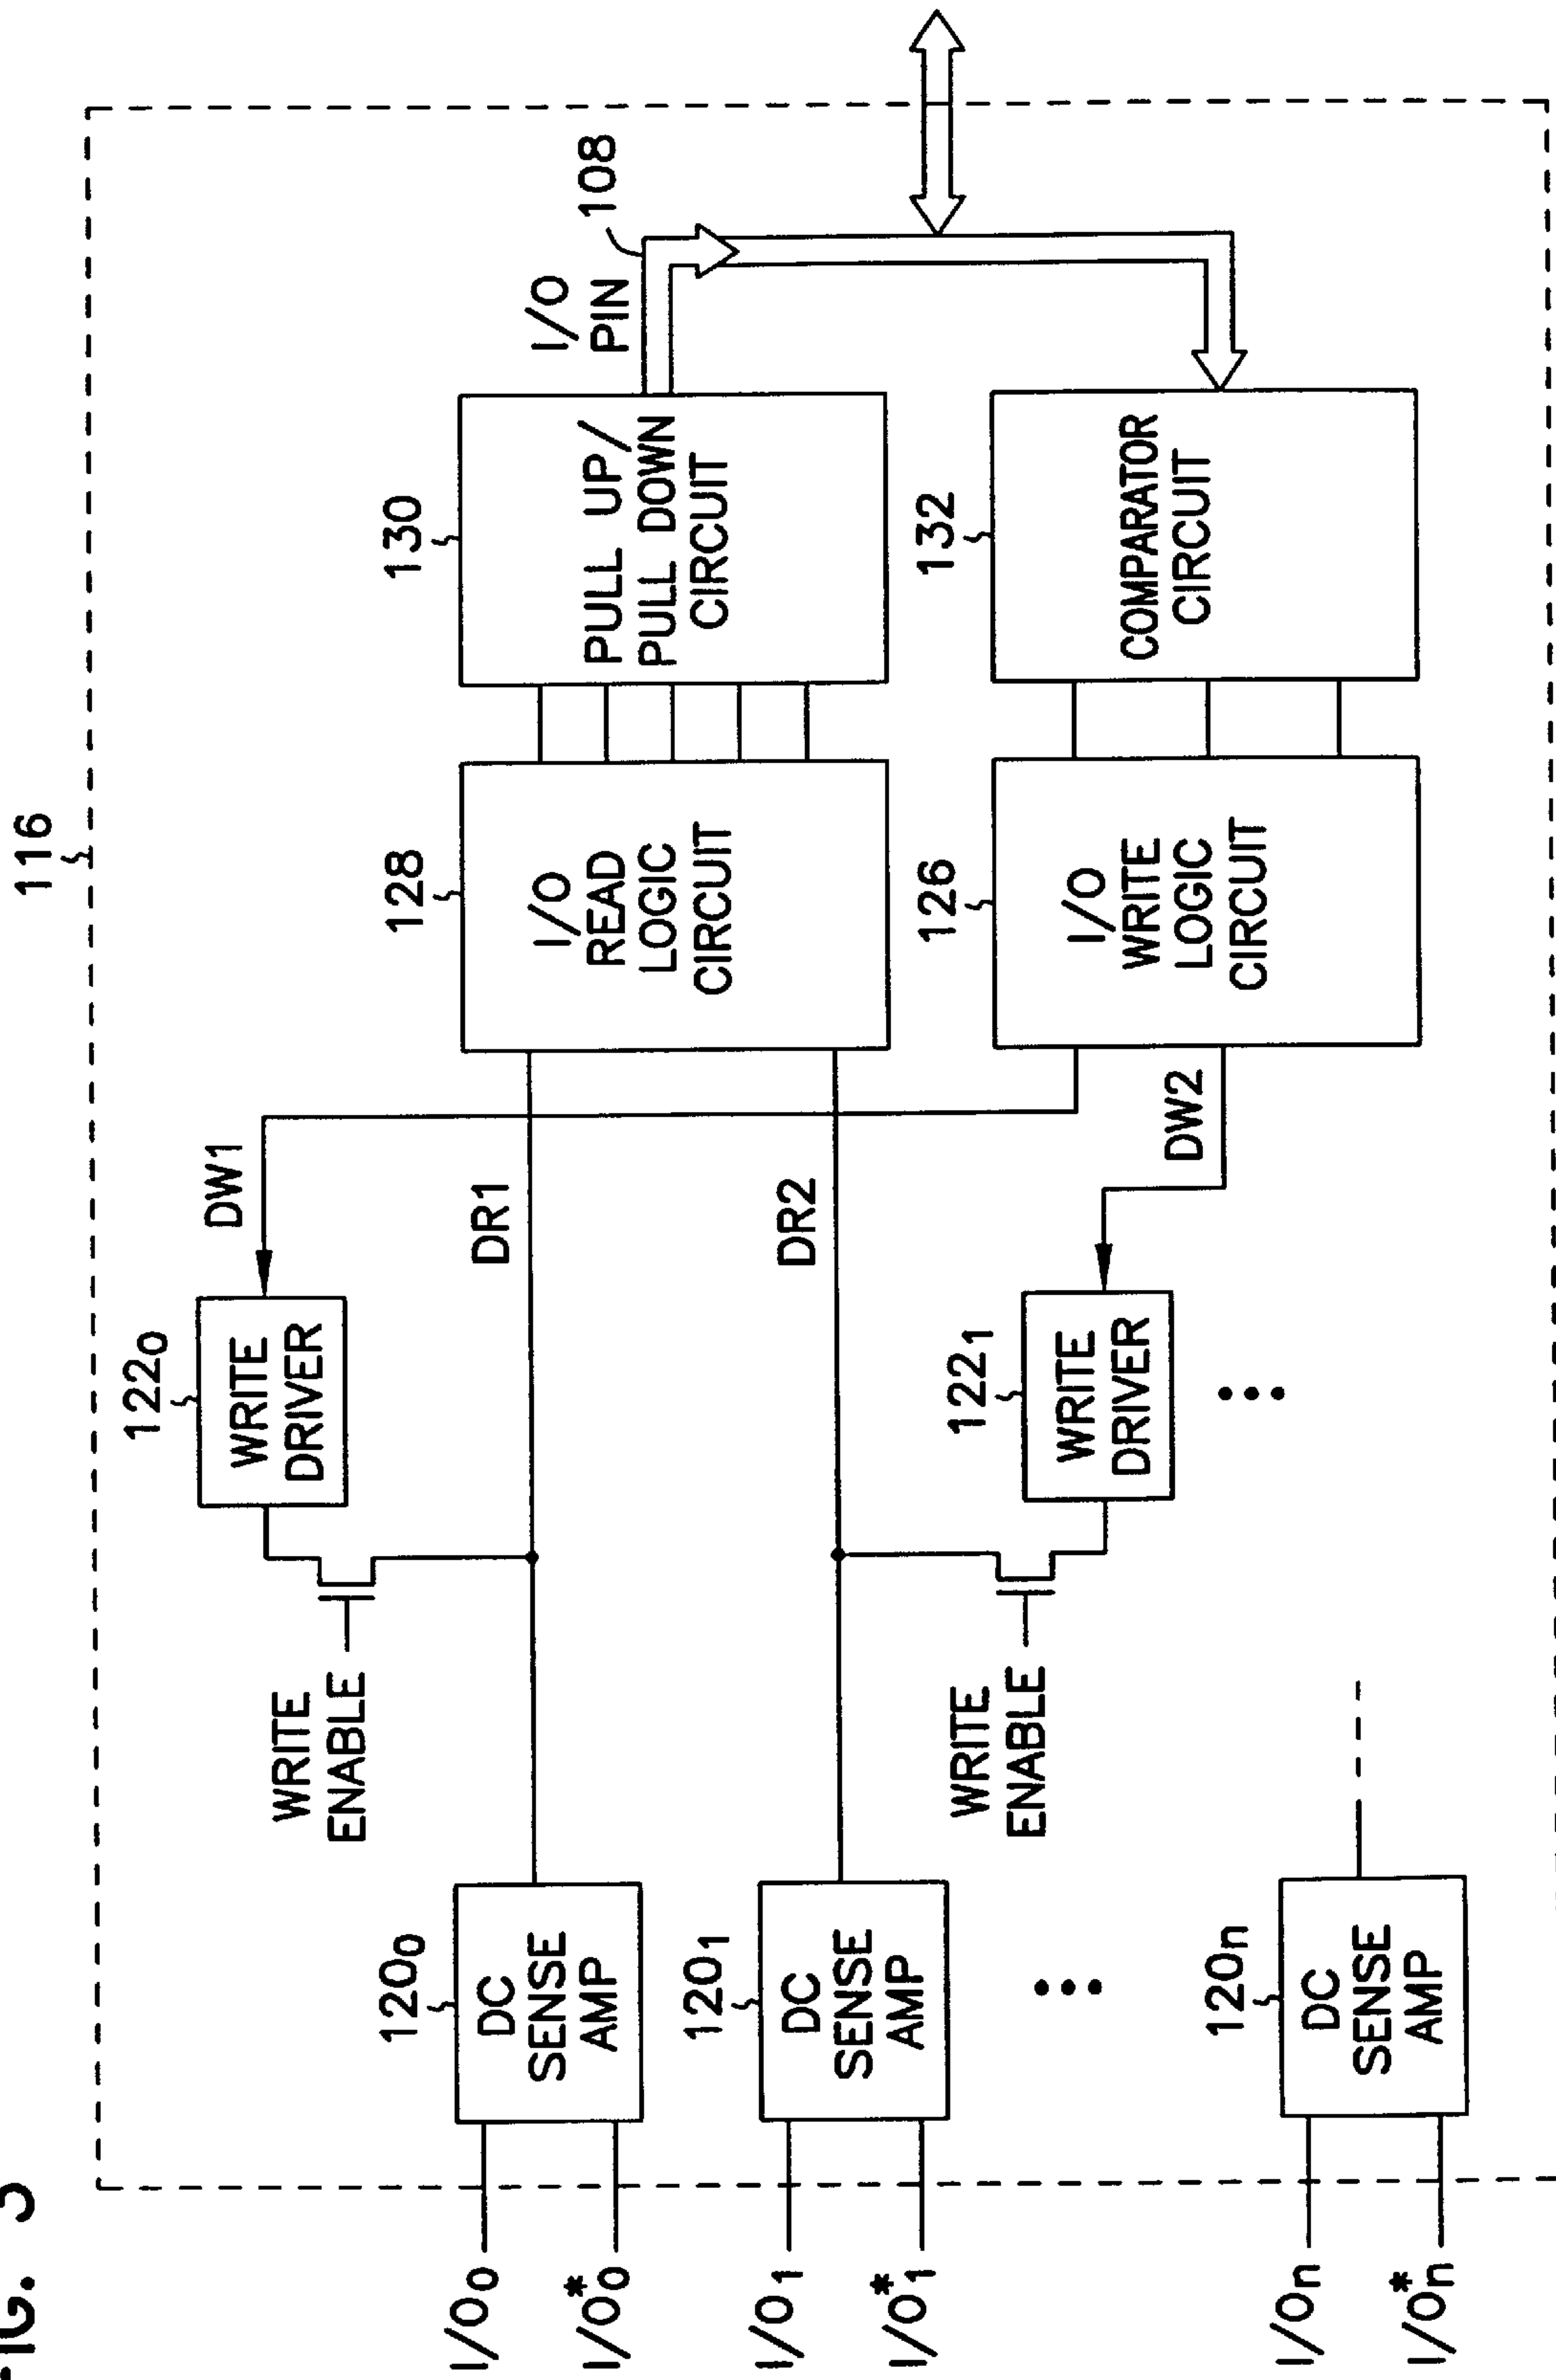 FIG. 3
116
I/O0
I/O*0
I/O1
I/O*1
I/On
I/O*n
1200
DC
SENSE
AMP
1201
DC
SENSE
AMP
120n
DC
SENSE
AMP
WRITE
ENABLE
WRITE
ENABLE
1220
WRITE
DRIVER
1221
WRITE
DRIVER
DW1
DR1
DR2
DW2
128
I/O
READ
LOGIC
CIRCUIT
126
I/O
WRITE
LOGIC
CIRCUIT
130
PULL UP/
PULL DOWN
CIRCUIT
132
COMPARATOR
CIRCUIT
I/O
PIN
108